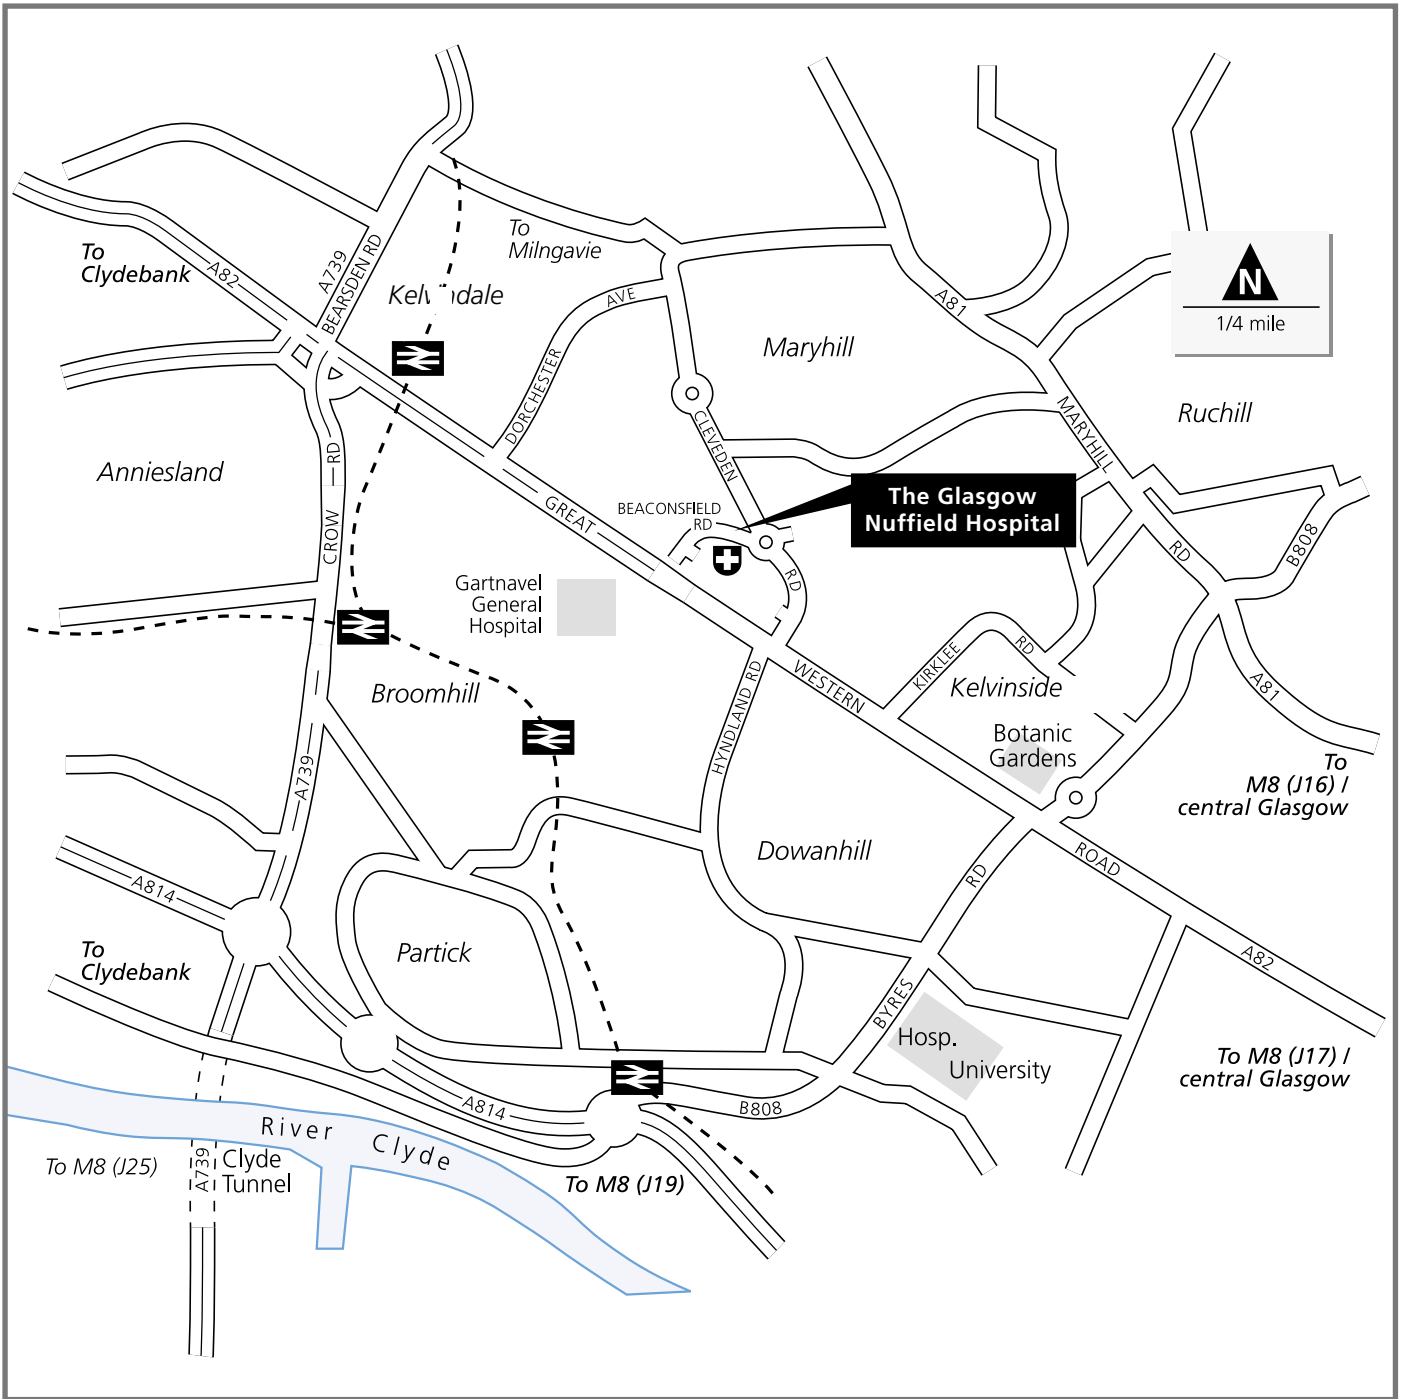 To
Milngavie
To
Clydebank
A82
A739
BEARSDEN RD
Kelvindale
AVE
DORCHESTER
A81
N
1/4 mile
Maryhill
MARYHILL
RD
Ruchill
Anniesland
CROW
RD
CLEVEDEN
RD
BEACONSFIELD
RD
The Glasgow
Nuffield Hospital
GREAT
WESTERN
ROAD
B808
Gartnavel
General
Hospital
KIRKLEE
RD
Kelvinside
A81
Broomhill
HYNDLAND RD
Botanic
Gardens
To
M8 (J16) /
central Glasgow
A739
Dowanhill
RD
BYRES
A814
To
Clydebank
Partick
A82
Hosp.
University
To M8 (J17) /
central Glasgow
A814
B808
River Clyde
To M8 (J25)
A739
Clyde
Tunnel
To M8 (J19)